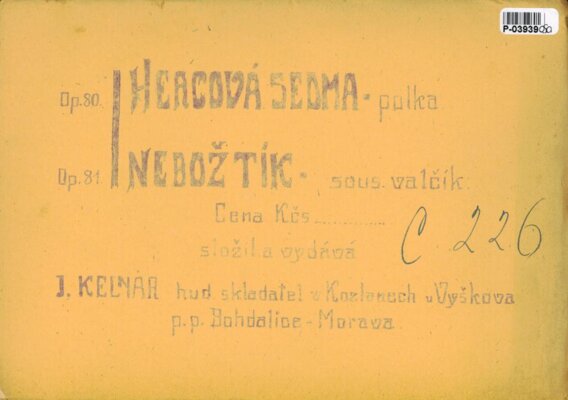 P-03939
Op.80. HERCOVÁ SEDMA - polka
Op.81. NEBOŽTÍK - sous. valčík.
Cena Kčs............
Č. 226
složil a vydává
J. KELNAR hud. skladatel v Kozlanech u Vyškova
p.p. Bohdalice - Morava.